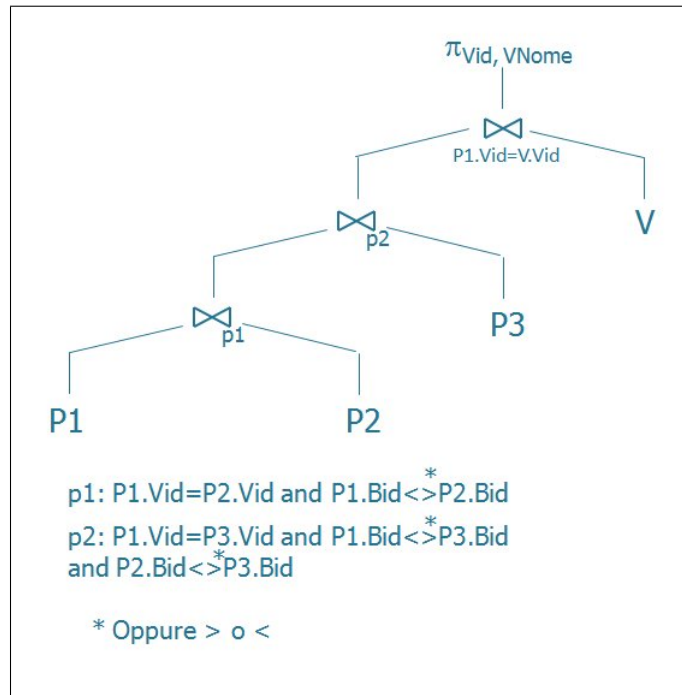 πVid, VNome
P1.Vid=V.Vid
V
p2
P3
p1
P1 P2
p1: P1.Vid=P2.Vid and P1.Bid<>*P2.Bid
p2: P1.Vid=P3.Vid and P1.Bid<>*P3.Bid
and P2.Bid<>*P3.Bid
* Oppure > o <